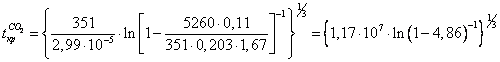 t_{кр}^{CO_2} = \left\{ \frac{351}{2,99 \cdot 10^{-5}} \cdot \ln \left[ 1 - \frac{5260 \cdot 0,11}{351 \cdot 0,203 \cdot 1,67} \right]^{-1} \right\}^{1/3} = \left\{ 1,17 \cdot 10^7 \cdot \ln (1 - 4,86)^{-1} \right\}^{1/3}